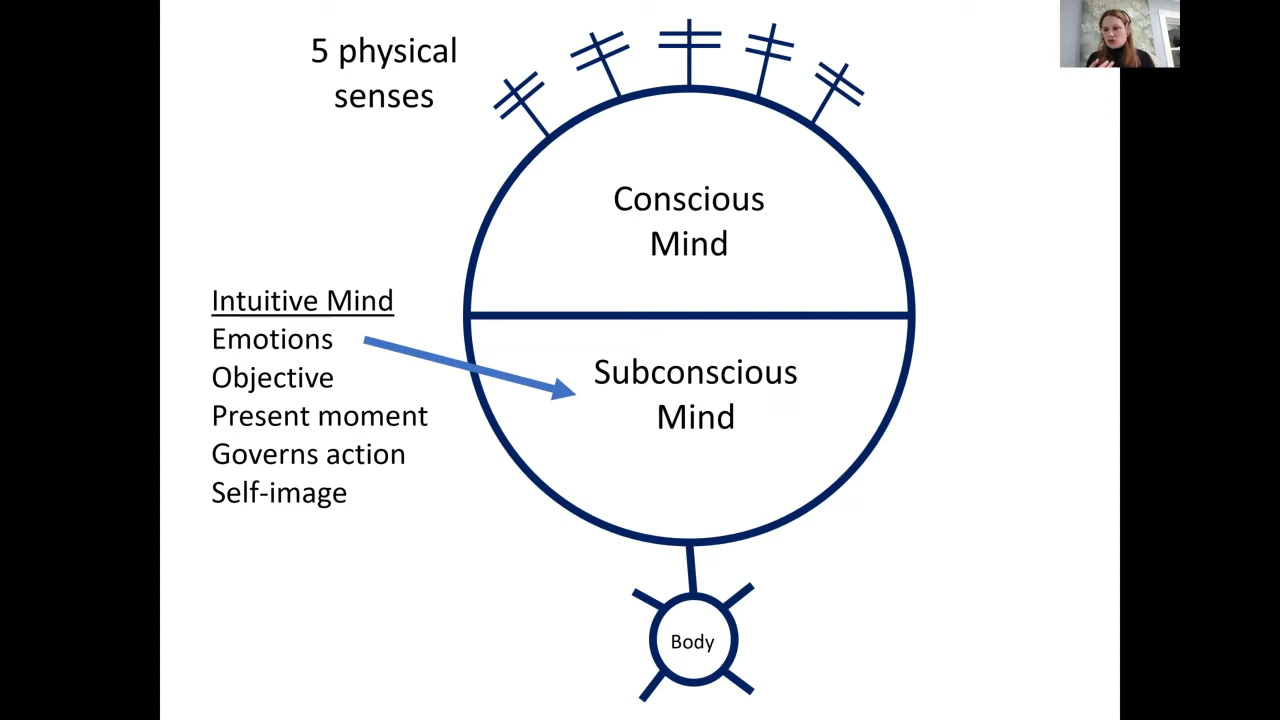 5 physical
senses
Conscious
Mind
Intuitive Mind
Emotions
Objective
Present moment
Governs action
Self-image
Subconscious
Mind
Body